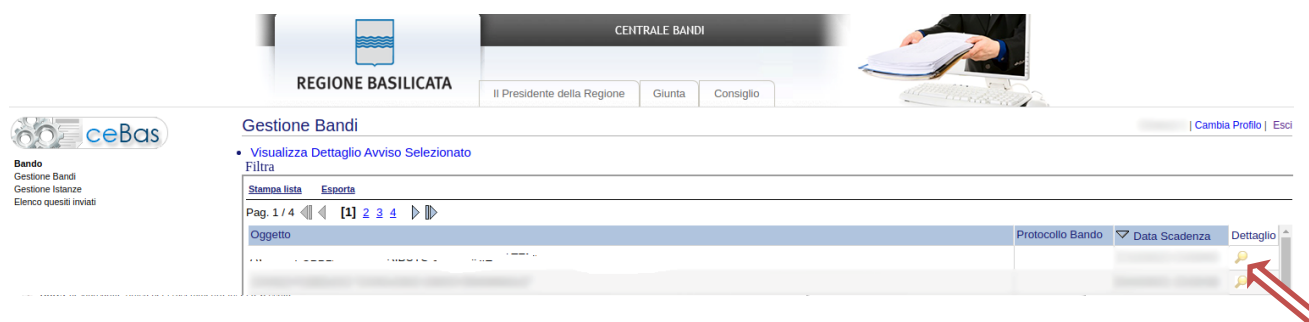 CENTRALE BANDI
REGIONE BASILICATA
Il Presidente della Regione Giunta Consiglio
ceBas
Gestione Bandi
| Cambia Profilo | Esci
Bando
Gestione Bandi
Gestione Istanze
Elenco quesiti inviati
Visualizza Dettaglio Avviso Selezionato
Filtra
Stampa lista Esporta
Pag. 1 / 4 [1] 2 3 4
Oggetto Protocollo Bando Data Scadenza Dettaglio